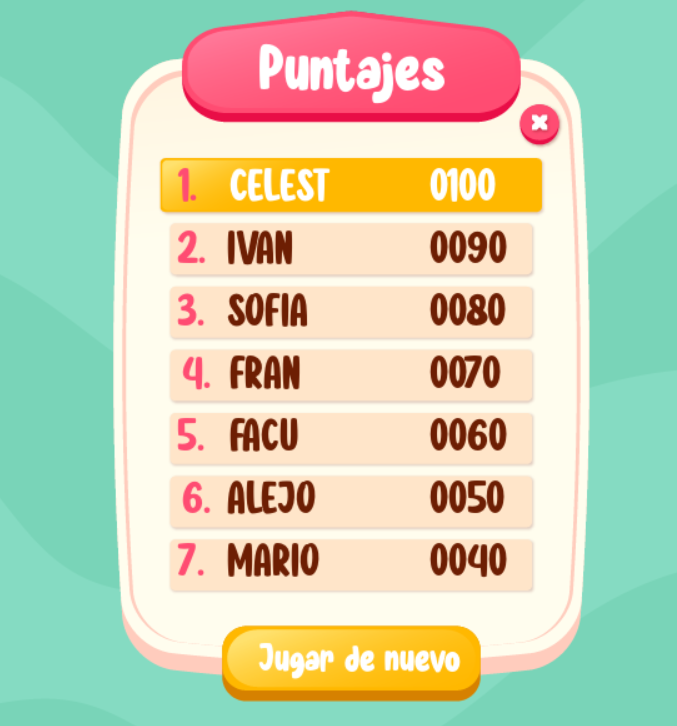 Puntajes
1. CELEST 0100
2. IVAN 0090
3. SOFIA 0080
4. FRAN 0070
5. FACU 0060
6. ALEJO 0050
7. MARIO 0040
Jugar de nuevo